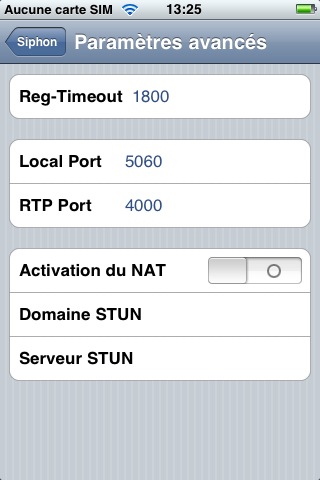 Aucune carte SIM 13:25
Siphon Paramètres avancés
Reg-Timeout 1800
Local Port 5060
RTP Port 4000
Activation du NAT
Domaine STUN
Serveur STUN